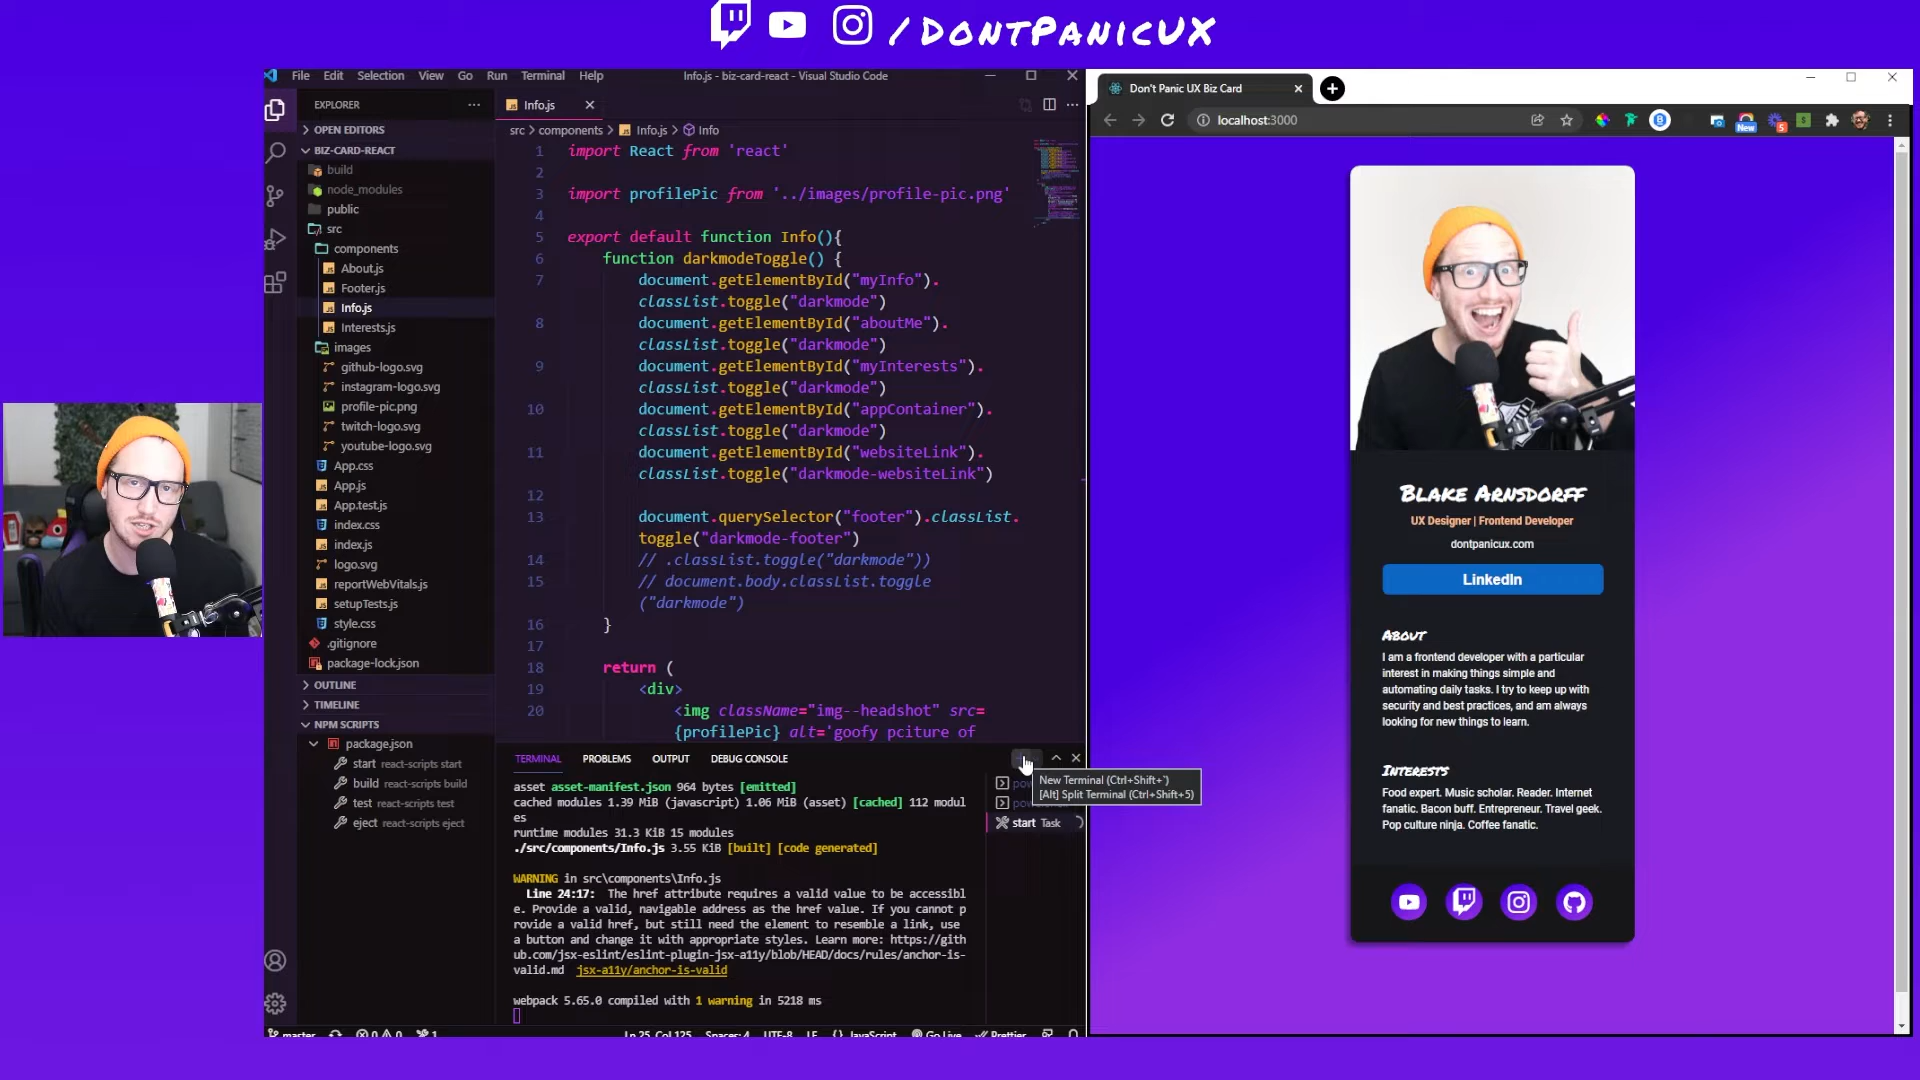 /DontPanicUX
File Edit Selection View Go Run Terminal Help
Info.js - biz-card-react - Visual Studio Code
EXPLORER
OPEN EDITORS
BIZ-CARD-REACT
build
node_modules
public
src
components
About.js
Footer.js
Info.js
Interests.js
images
github-logo.svg
instagram-logo.svg
profile-pic.png
twitch-logo.svg
youtube-logo.svg
App.css
App.js
App.test.js
index.css
index.js
logo.svg
reportWebVitals.js
setupTests.js
style.css
.gitignore
package-lock.json
OUTLINE
TIMELINE
NPM SCRIPTS
package.json
start react-scripts start
build react-scripts build
test react-scripts test
eject react-scripts eject
Info.js
src > components > Info.js > Info
1 import React from 'react'
2
3 import profilePic from '../images/profile-pic.png'
4
5 export default function Info(){
6 function darkmodeToggle() {
7 document.getElementById("myInfo").
classList.toggle("darkmode")
8 document.getElementById("aboutMe").
classList.toggle("darkmode")
9 document.getElementById("myInterests").
classList.toggle("darkmode")
10 document.getElementById("appContainer").
classList.toggle("darkmode")
11 document.getElementById("websiteLink").
classList.toggle("darkmode-websiteLink")
12
13 document.querySelector("footer").classList.
toggle("darkmode-footer")
14 // .classList.toggle("darkmode"))
15 // document.body.classList.toggle
("darkmode")
16 }
17
18 return (
19 <div>
20 <img className="img--headshot" src=
{profilePic} alt='goofy pciture of
TERMINAL PROBLEMS OUTPUT DEBUG CONSOLE
asset asset-manifest.json 964 bytes [emitted]
cached modules 1.39 MiB (javascript) 1.06 MiB (asset) [cached] 112 modul
es
runtime modules 31.3 KiB 15 modules
./src/components/Info.js 3.55 KiB [built] [code generated]
WARNING in src\components\Info.js
Line 24:17: The href attribute requires a valid value to be accessibl
e. Provide a valid, navigable address as the href value. If you cannot p
rovide a valid href, but still need the element to resemble a link, use
a button and change it with appropriate styles. Learn more: https://gith
ub.com/jsx-eslint/eslint-plugin-jsx-a11y/blob/HEAD/docs/rules/anchor-is-
valid.md jsx-a11y/anchor-is-valid
webpack 5.65.0 compiled with 1 warning in 5218 ms
New Terminal (Ctrl+Shift+`)
[Alt] Split Terminal (Ctrl+Shift+5)
start Task
master 0 0 1 Ln 25, Col 125 Spaces: 4 UTF-8 LF {} JavaScript Go Live Prettier
Don't Panic UX Biz Card
localhost:3000
New
5
Blake Arnsdorff
UX Designer | Frontend Developer
dontpanicux.com
LinkedIn
About
I am a frontend developer with a particular
interest in making things simple and
automating daily tasks. I try to keep up with
security and best practices, and am always
looking for new things to learn.
Interests
Food expert. Music scholar. Reader. Internet
fanatic. Bacon buff. Entrepreneur. Travel geek.
Pop culture ninja. Coffee fanatic.